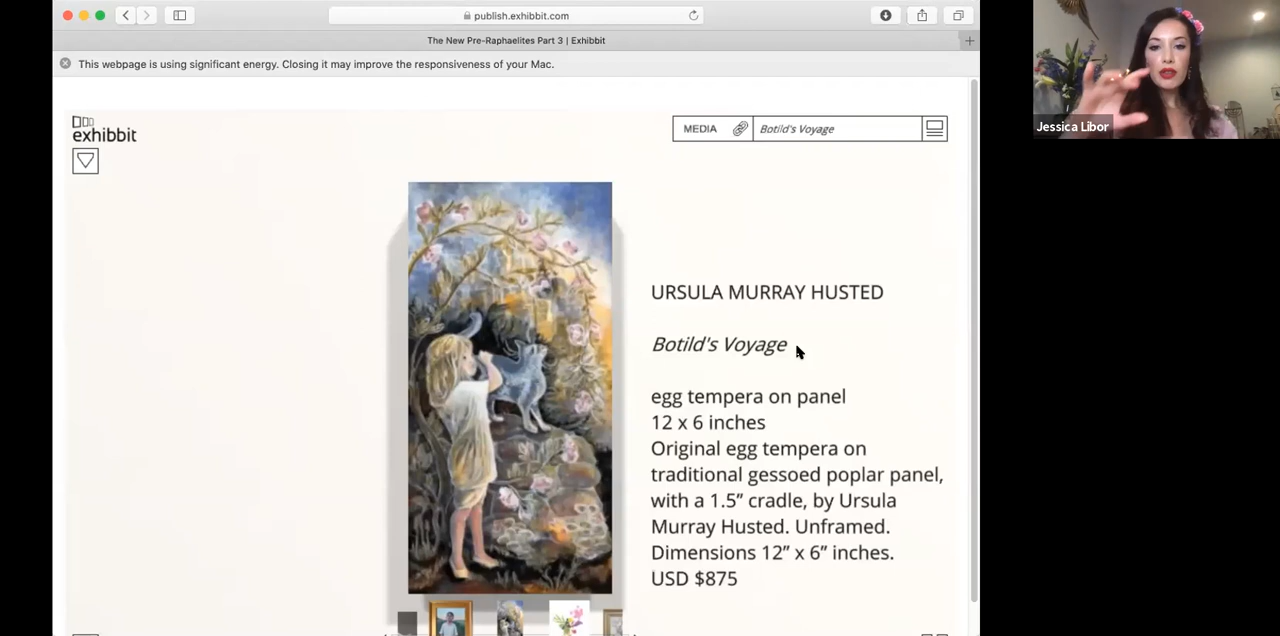 publish.exhibbit.com
The New Pre-Raphaelites Part 3 | Exhibbit
This webpage is using significant energy. Closing it may improve the responsiveness of your Mac.
exhibbit
MEDIA
Botild's Voyage
Jessica Libor
URSULA MURRAY HUSTED
Botild's Voyage
egg tempera on panel
12 x 6 inches
Original egg tempera on
traditional gessoed poplar panel,
with a 1.5” cradle, by Ursula
Murray Husted. Unframed.
Dimensions 12” x 6” inches.
USD $875